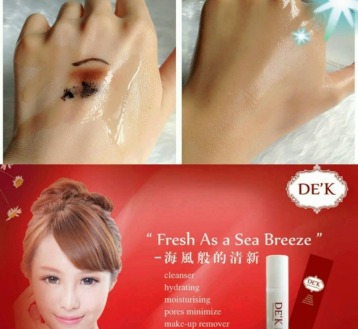 DE'K
“ Fresh As a Sea Breeze ”
-海風般的清新
cleanser
hydrating
moisturising
pores minimize
make-up remover
DE'K